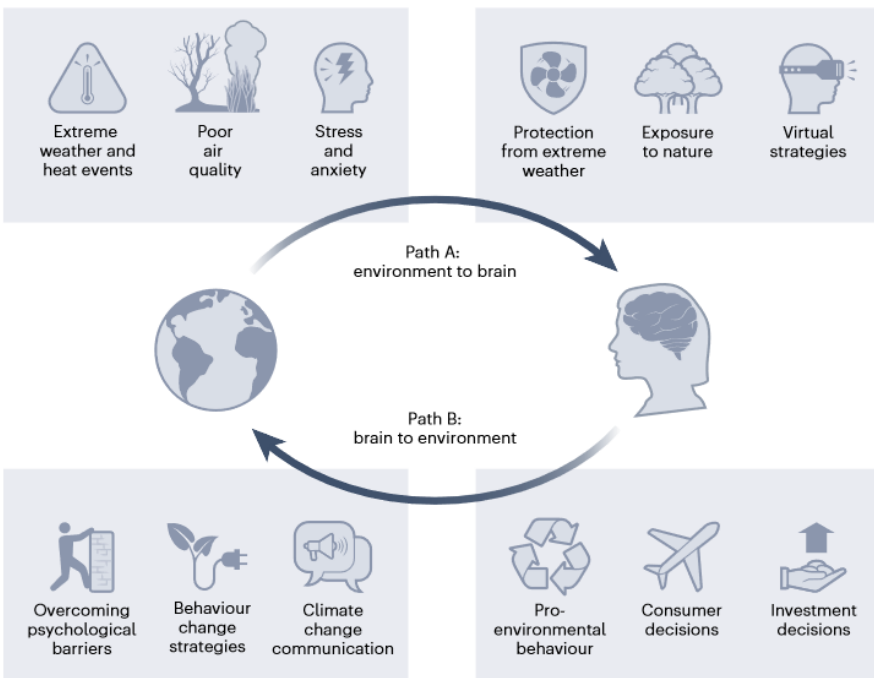 Extreme
weather and
heat events
Poor
air
quality
Stress
and
anxiety
Protection
from extreme
weather
Exposure
to nature
Virtual
strategies
Path A:
environment to brain
Path B:
brain to environment
Overcoming
psychological
barriers
Behaviour
change
strategies
Climate
change
communication
Pro-
environmental
behaviour
Consumer
decisions
Investment
decisions